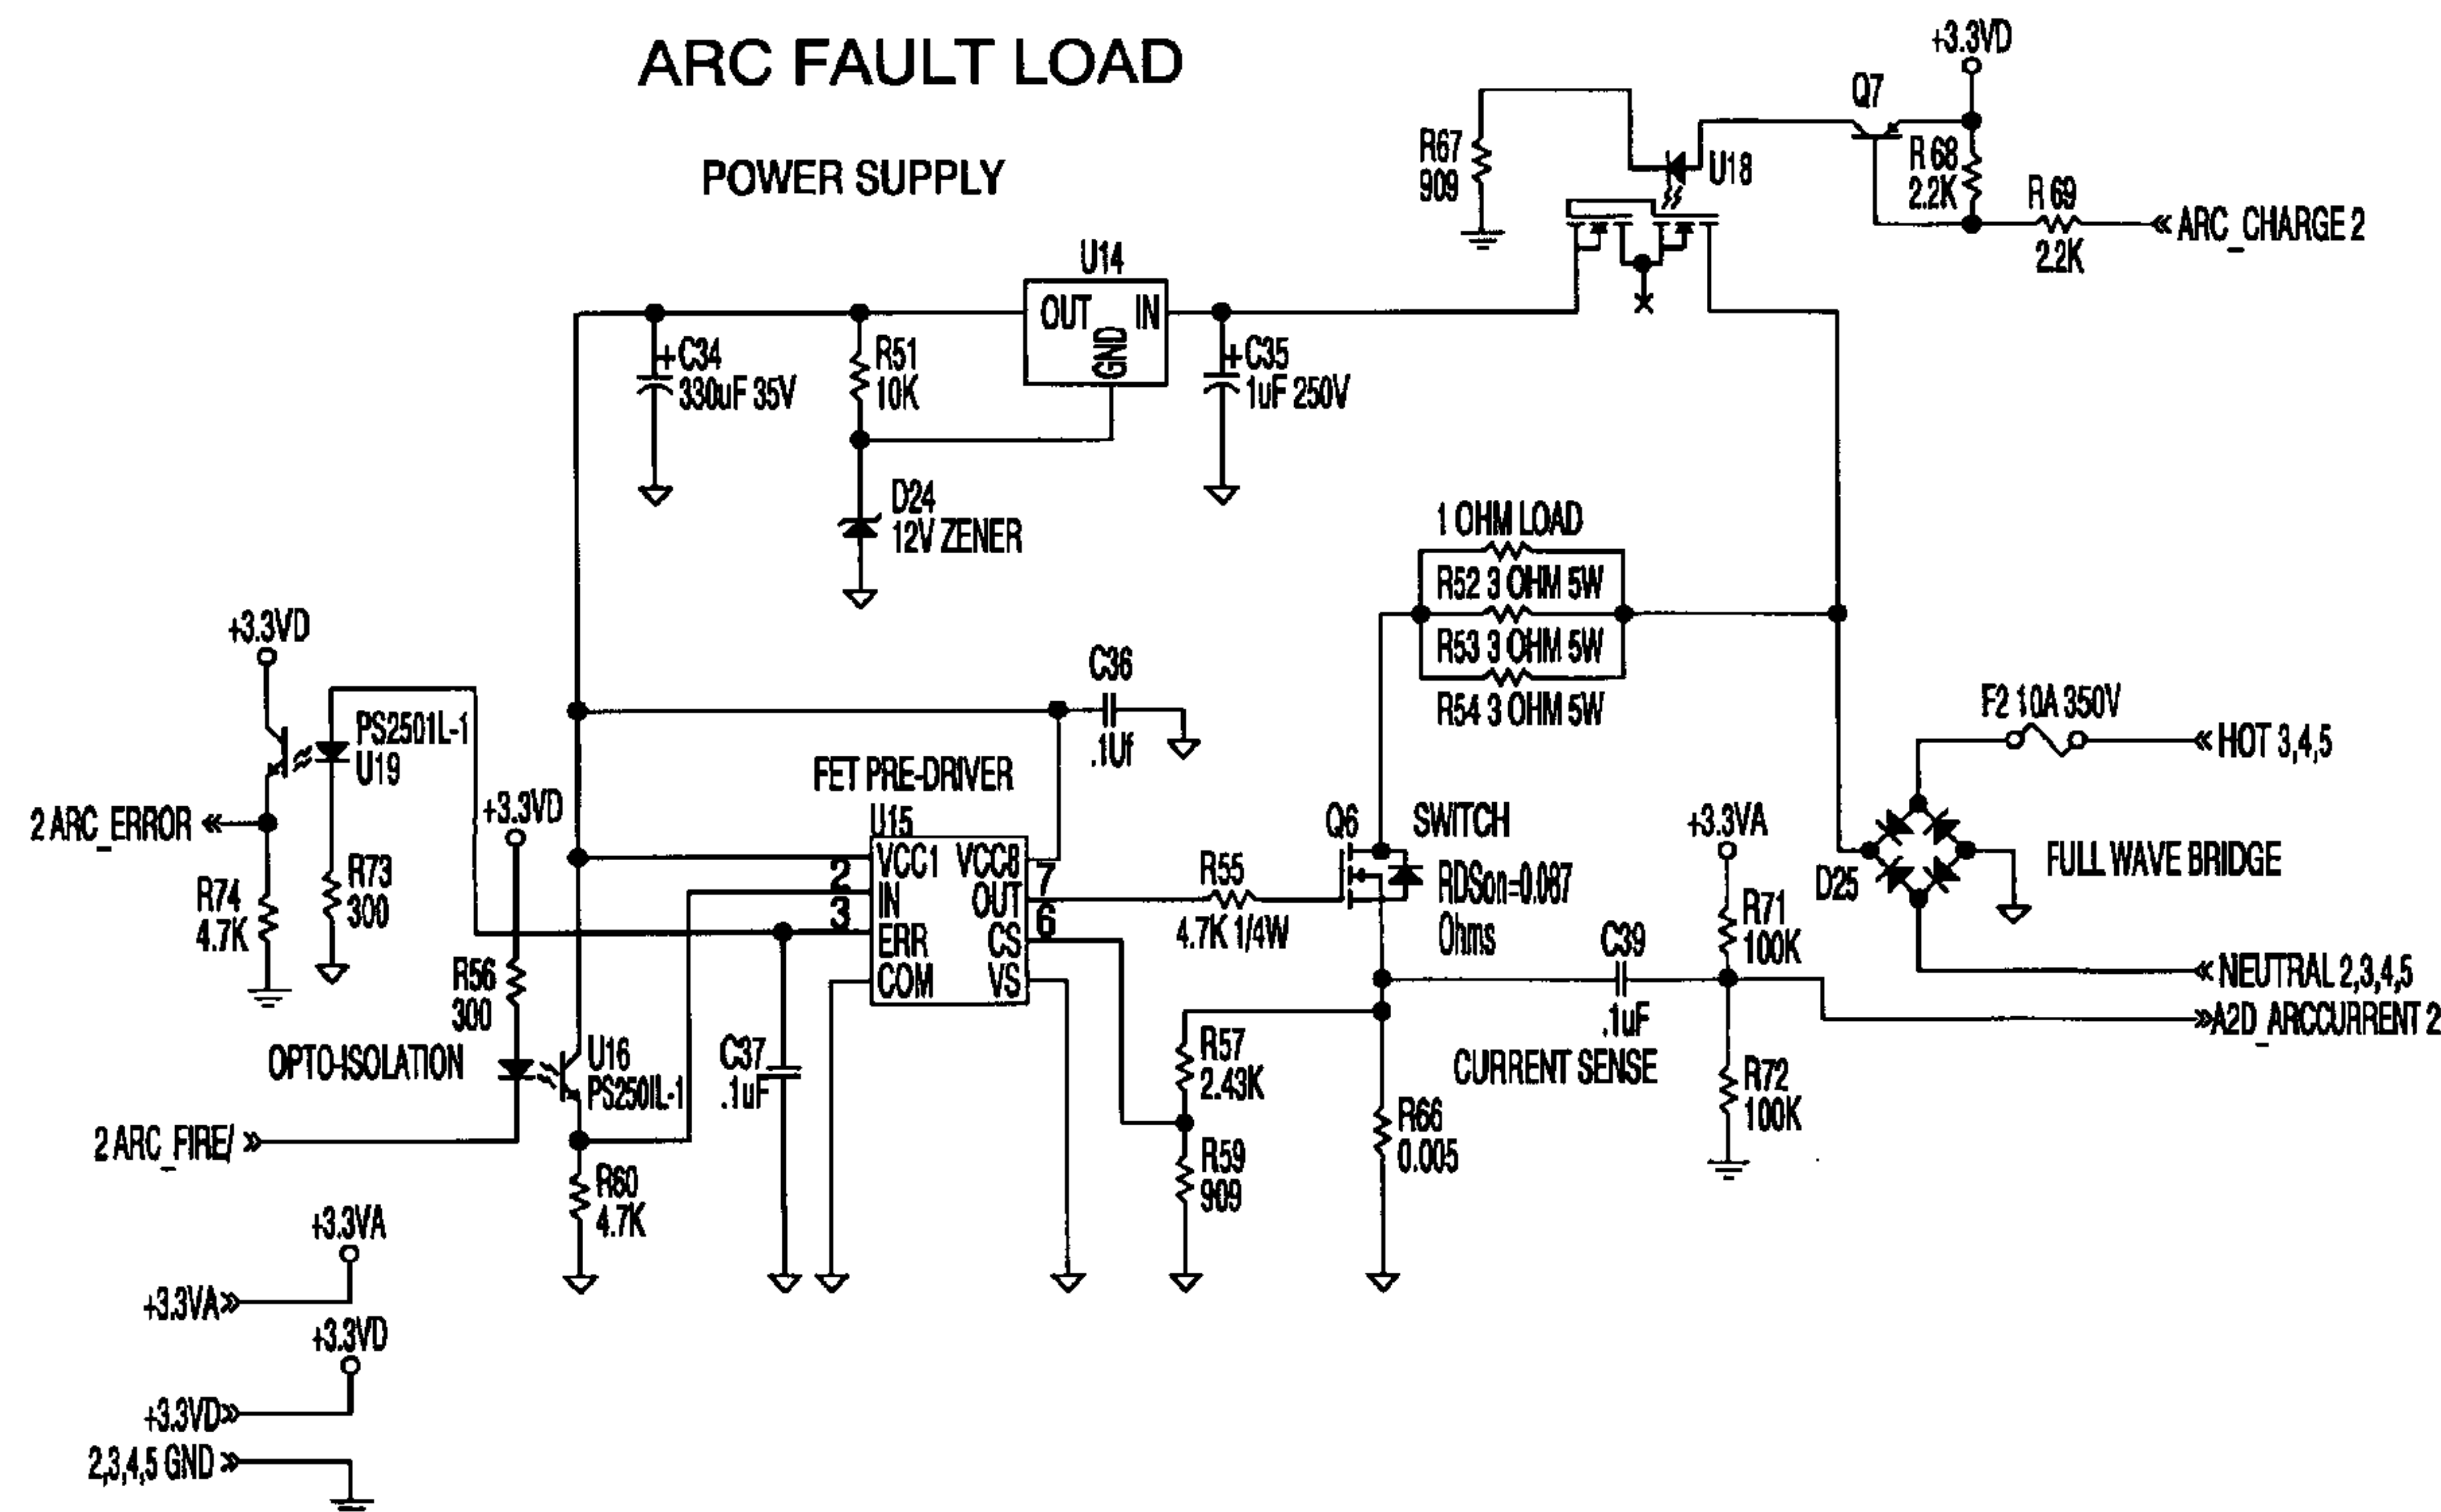 ARC FAULT LOAD
POWER SUPPLY
+3.3VD
Q7
R67
909
U18
R 68
2.2K
R 69
2.2K
ARC_CHARGE 2
U14
OUT
IN
GND
+
C34
330uF 35V
R51
10K
+
C35
1uF 250V
D24
12V ZENER
1 OHM LOAD
R52 3 OHM 5W
R53 3 OHM 5W
R54 3 OHM 5W
+3.3VD
PS2501L-1
U19
2 ARC_ERROR
R74
4.7K
R73
300
C36
.1Uf
FET PRE-DRIVER
U15
VCC1
VCC8
2
IN
7
OUT
3
ERR
6
CS
COM
VS
F2 10A 350V
HOT 3,4,5
Q6
SWITCH
RDSon=0.087
Ohms
R55
4.7K 1/4W
+3.3VA
R71
100K
D25
FULL WAVE BRIDGE
NEUTRAL 2,3,4,5
A2D_ARCCURRENT 2
C39
.1uF
CURRENT SENSE
R72
100K
+3.3VD
R56
300
OPTO-ISOLATION
U16
PS250IL-1
C37
.1uF
R57
2.43K
R59
909
R66
0.005
2 ARC_FIRE/
R60
4.7K
+3.3VA
+3.3VA
+3.3VD
+3.3VD
2,3,4,5 GND